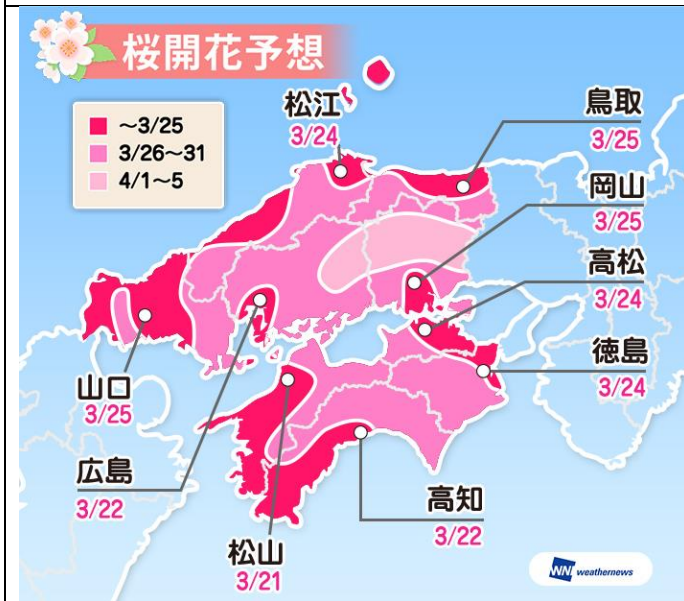 桜開花予想
～3/25
3/26～31
4/1～5
松江
3/24
鳥取
3/25
岡山
3/25
高松
3/24
徳島
3/24
山口
3/25
広島
3/22
松山
3/21
高知
3/22
WNI weathernews